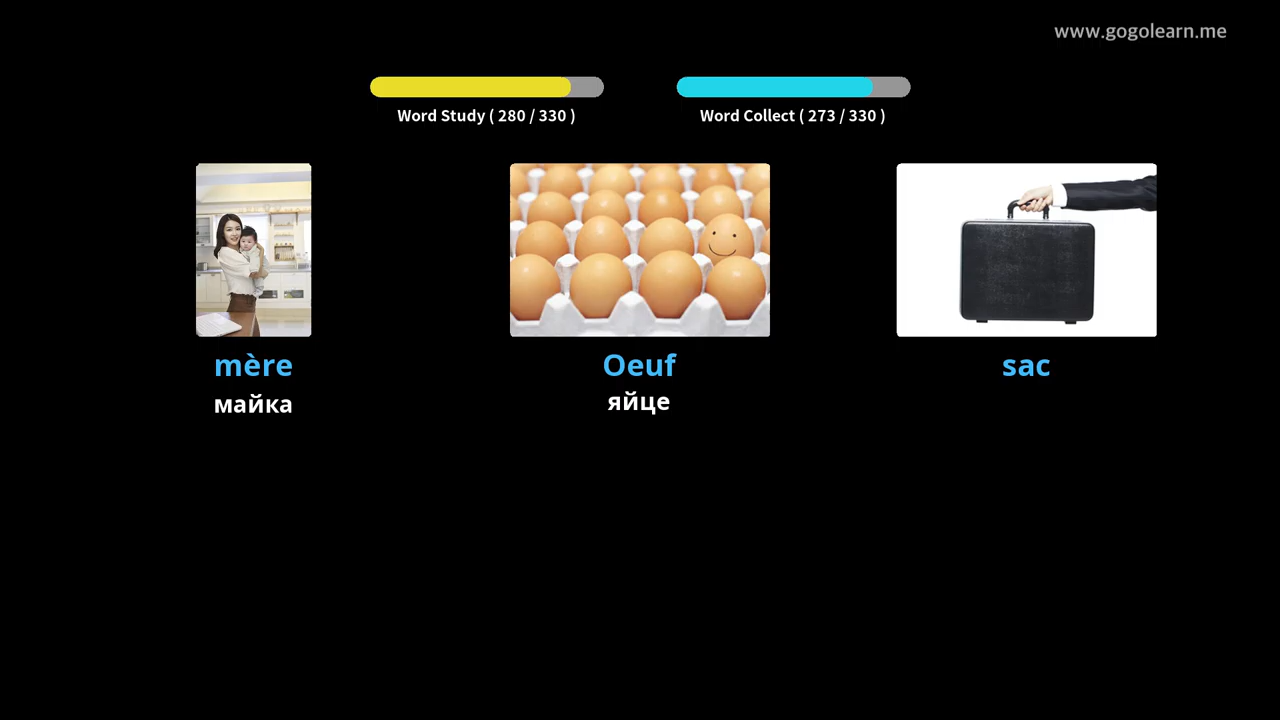 www.gogolearn.me
Word Study ( 280 / 330 )
Word Collect ( 273 / 330 )
mère
Oeuf
sac
майка
яйце